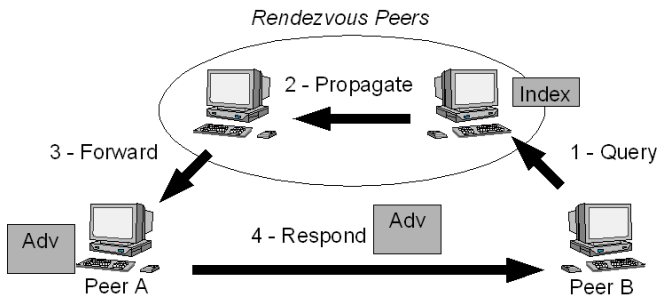 Rendezvous Peers
2 - Propagate
Index
3 - Forward
1 - Query
Adv
4 - Respond
Adv
Peer A
Peer B